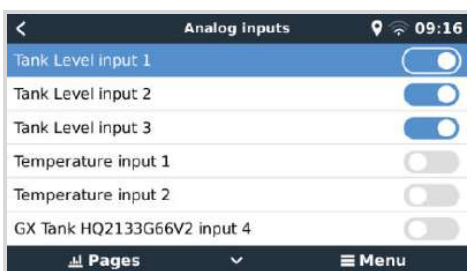 Analog inputs 09:16
Tank Level input 1
Tank Level input 2
Tank Level input 3
Temperature input 1
Temperature input 2
GX Tank HQ2133G66V2 input 4
Pages Menu